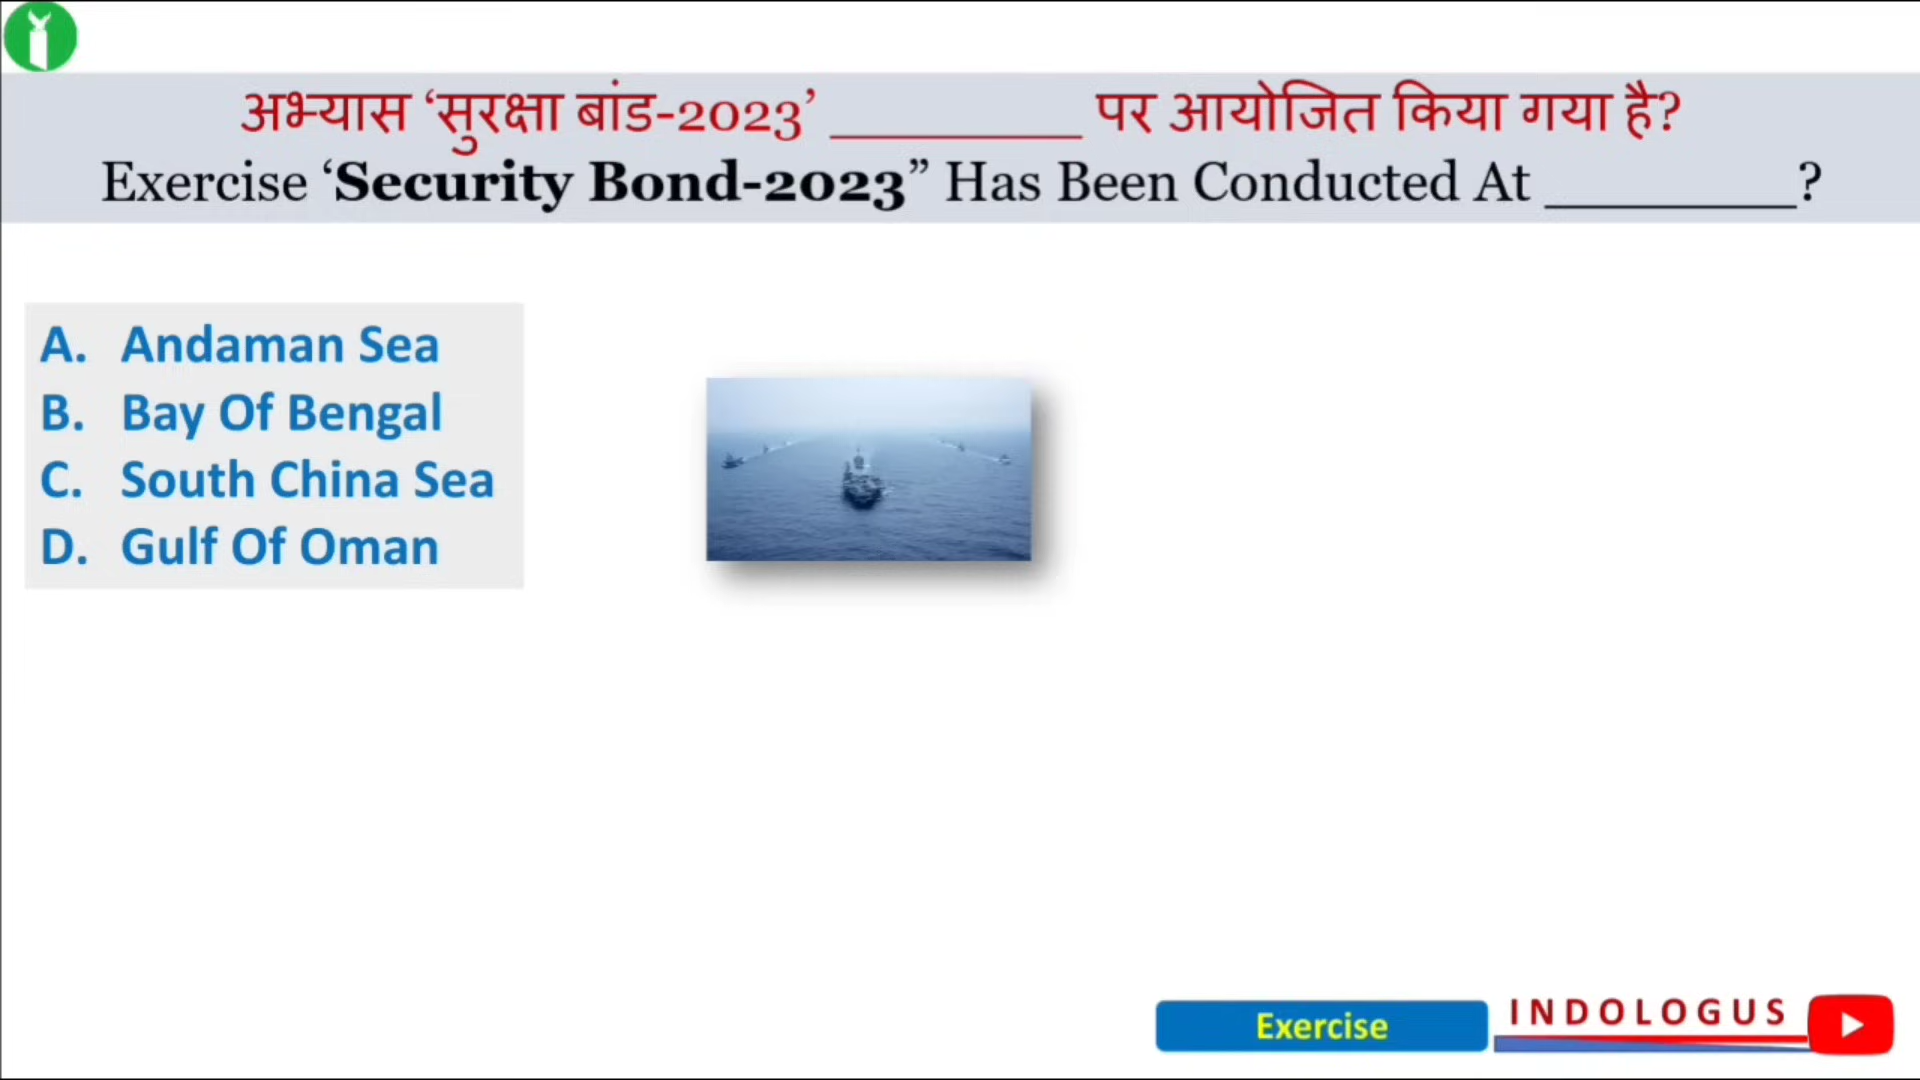 अभ्यास ‘सुरक्षा बांड-2023’ _________ पर आयोजित किया गया है?
Exercise ‘Security Bond-2023” Has Been Conducted At _________?
A. Andaman Sea
B. Bay Of Bengal
C. South China Sea
D. Gulf Of Oman
Exercise
INDOLOGUS